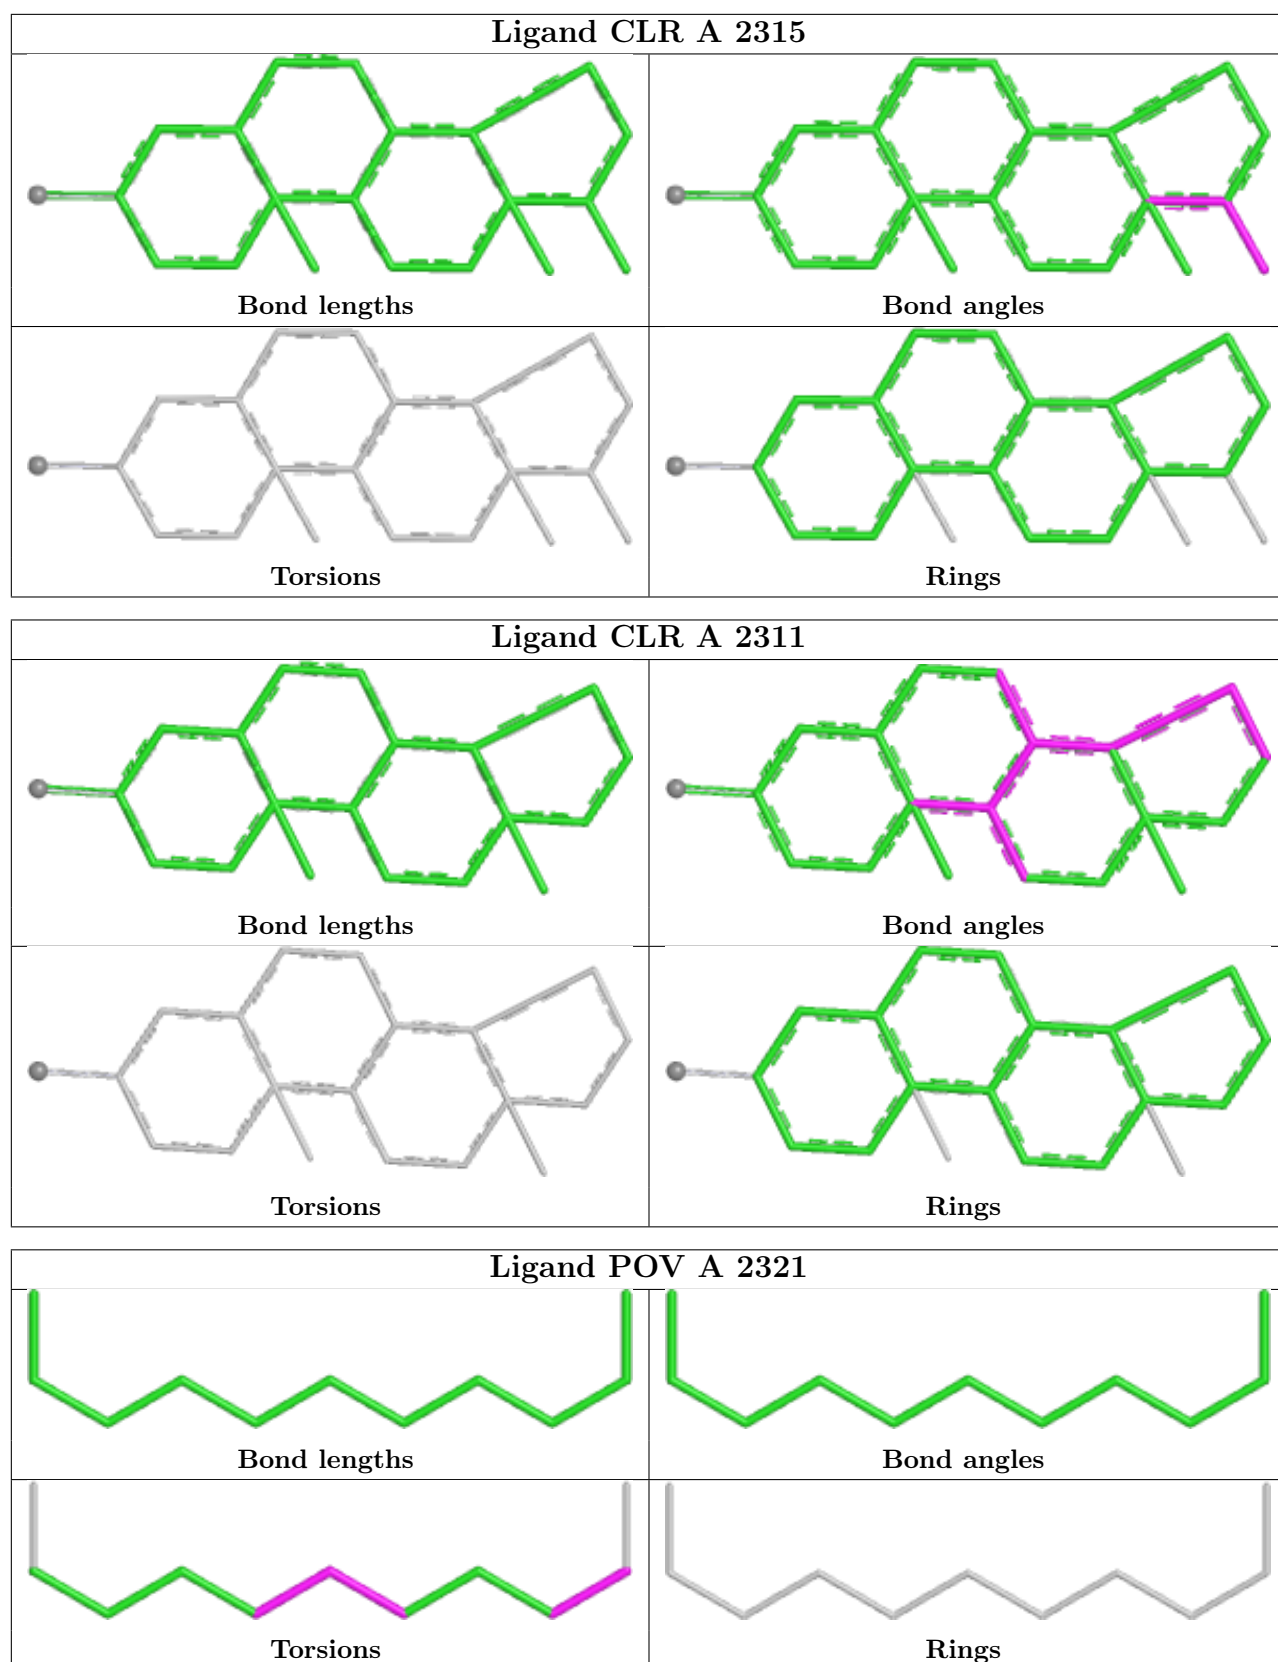 Ligand CLR A 2315
Bond lengths
Bond angles
Torsions
Rings
Ligand CLR A 2311
Bond lengths
Bond angles
Torsions
Rings
Ligand POV A 2321
Bond lengths
Bond angles
Torsions
Rings